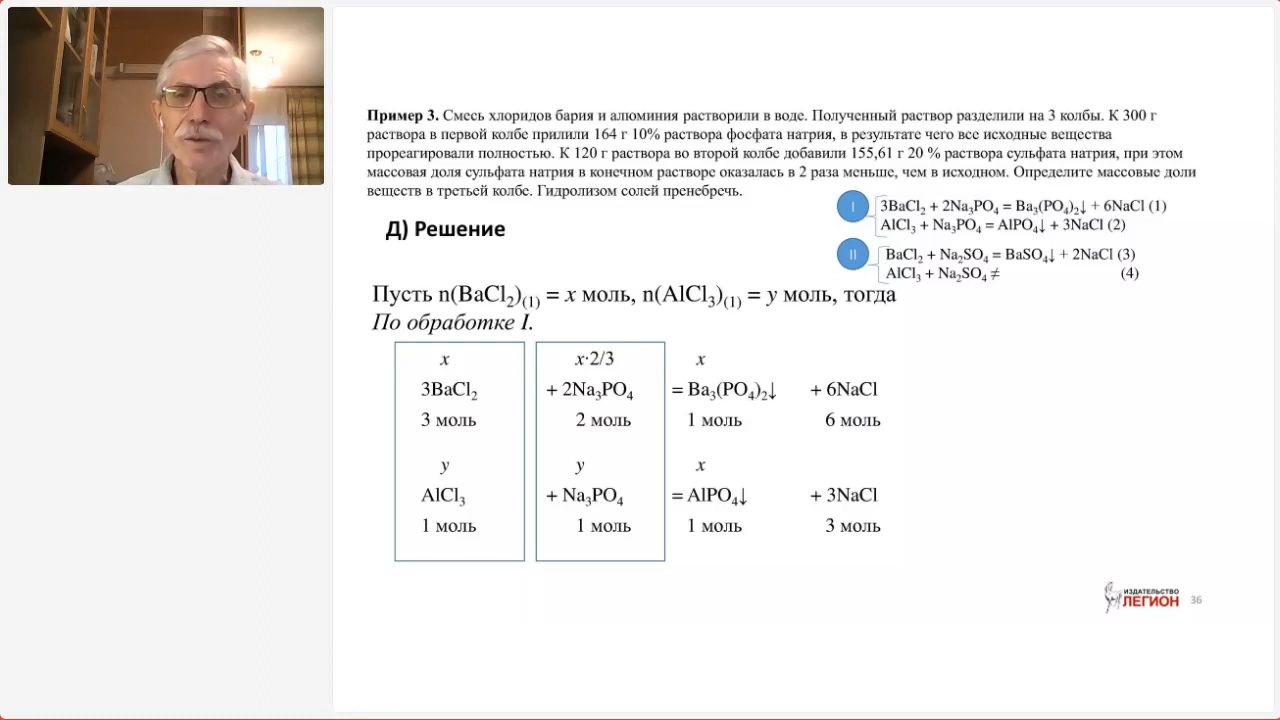 Пример 3. Смесь хлоридов бария и алюминия растворили в воде. Полученный раствор разделили на 3 колбы. К 300 г
раствора в первой колбе прилили 164 г 10% раствора фосфата натрия, в результате чего все исходные вещества
прореагировали полностью. К 120 г раствора во второй колбе добавили 155,61 г 20 % раствора сульфата натрия, при этом
массовая доля сульфата натрия в конечном растворе оказалась в 2 раза меньше, чем в исходном. Определите массовые доли
веществ в третьей колбе. Гидролизом солей пренебречь.
I
3BaCl₂ + 2Na₃PO₄ = Ba₃(PO₄)₂↓ + 6NaCl (1)
AlCl₃ + Na₃PO₄ = AlPO₄↓ + 3NaCl (2)
Д) Решение
II
BaCl₂ + Na₂SO₄ = BaSO₄↓ + 2NaCl (3)
AlCl₃ + Na₂SO₄ ≠ (4)
Пусть n(BaCl₂)₍₁₎ = x моль, n(AlCl₃)₍₁₎ = y моль, тогда
По обработке I.
x x·2/3 x
3BaCl₂ + 2Na₃PO₄ = Ba₃(PO₄)₂↓ + 6NaCl
3 моль 2 моль 1 моль 6 моль
y y x
AlCl₃ + Na₃PO₄ = AlPO₄↓ + 3NaCl
1 моль 1 моль 1 моль 3 моль
ИЗДАТЕЛЬСТВО
ЛЕГИОН
36